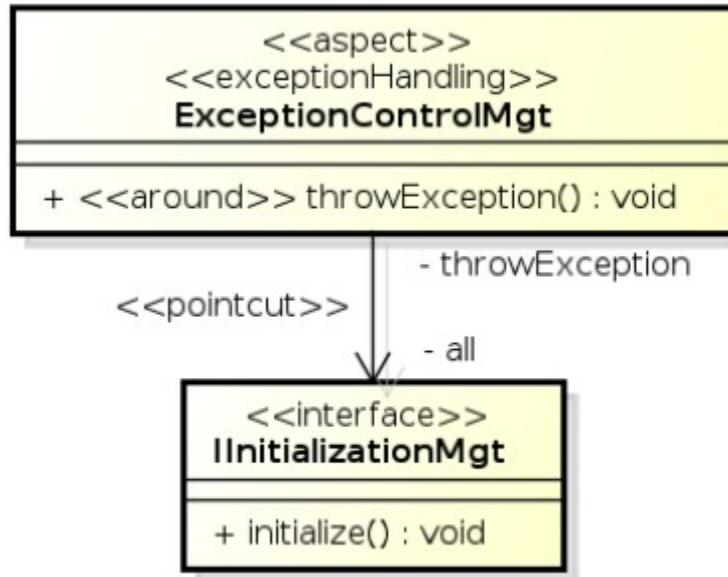 <<aspect>>
<<exceptionHandling>>
ExceptionControlMgt
+ <<around>> throwException() : void
- throwException
<<pointcut>>
- all
<<interface>>
IInitializationMgt
+ initialize() : void